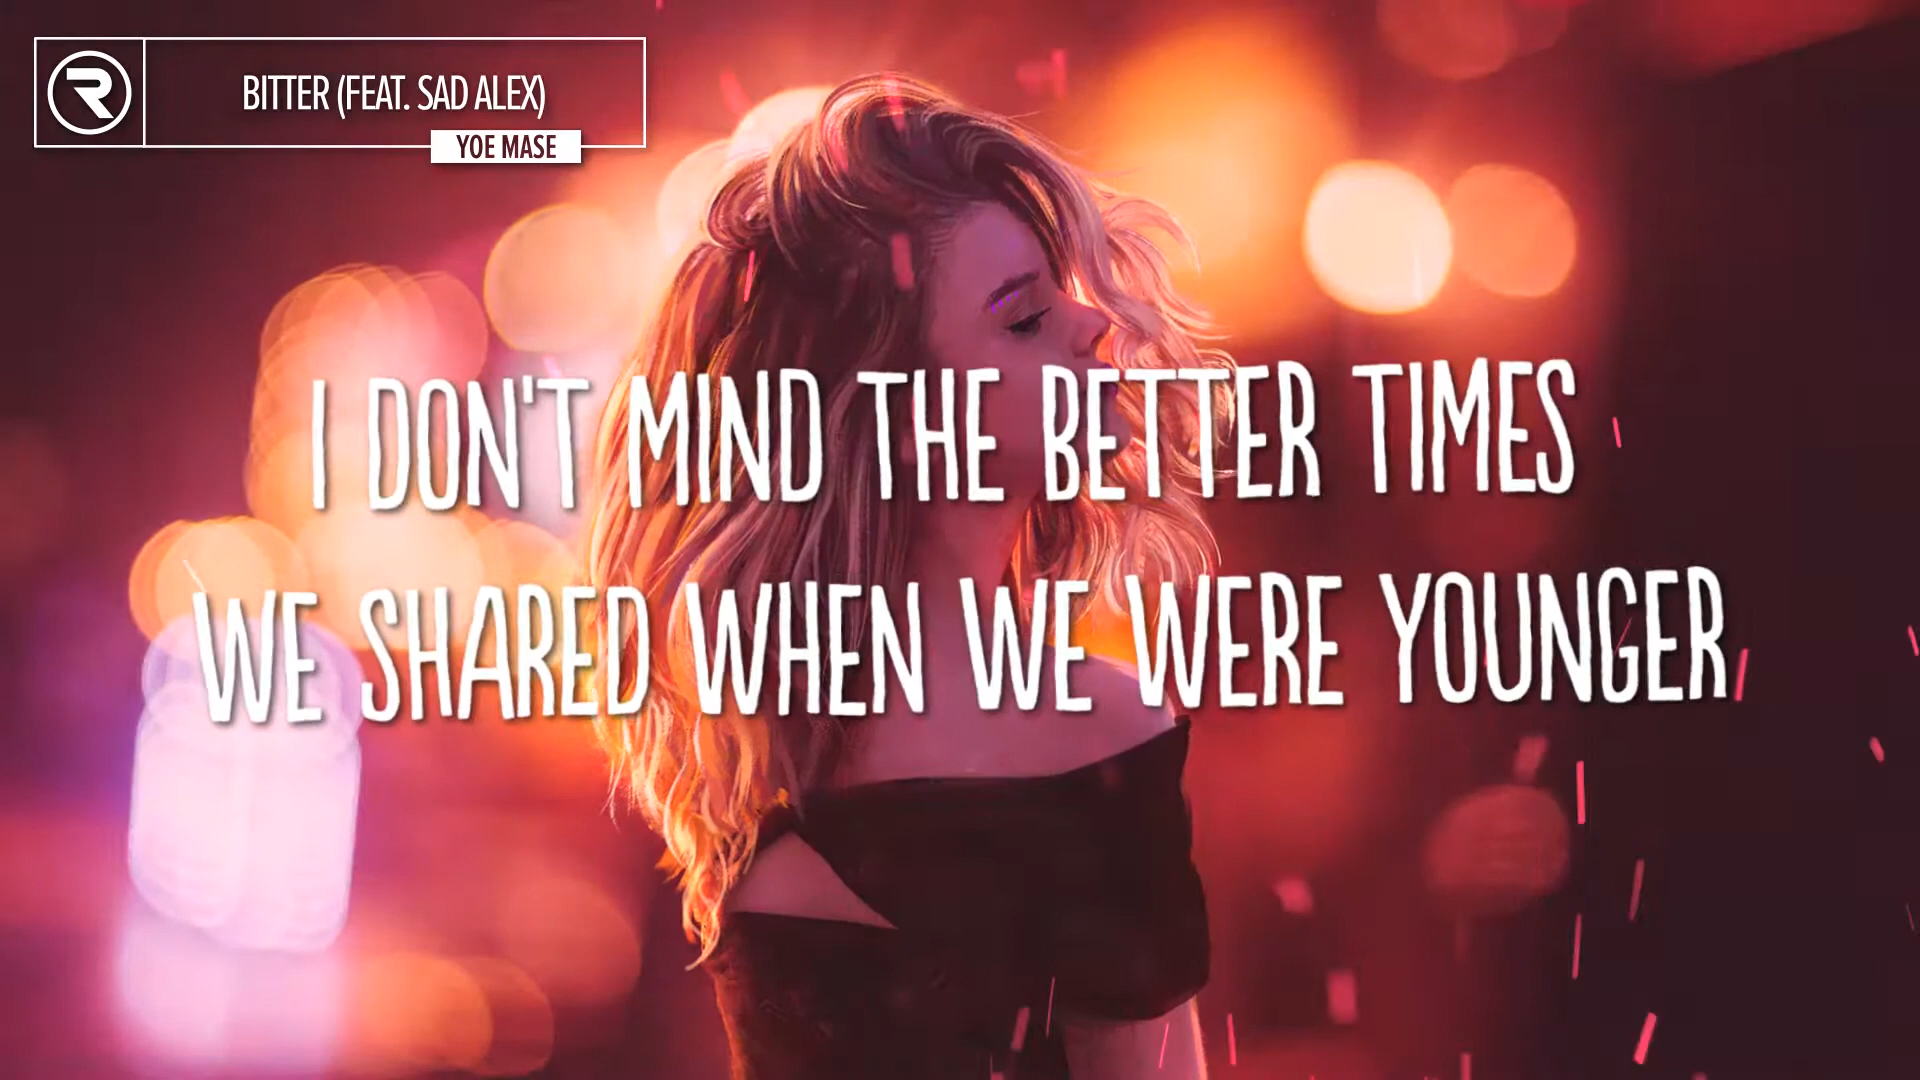 BITTER (FEAT. SAD ALEX)
YOE MASE
I DON'T MIND THE BETTER TIMES
WE SHARED WHEN WE WERE YOUNGER